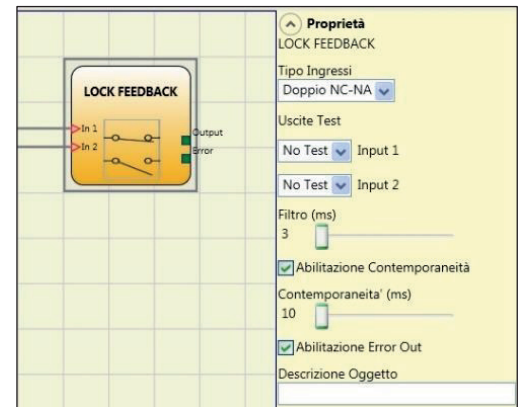 LOCK FEEDBACK
In 1
In 2
Output
Error
Proprietà
LOCK FEEDBACK
Tipo Ingressi
Doppio NC-NA
Uscite Test
No Test Input 1
No Test Input 2
Filtro (ms)
3
Abilitazione Contemporaneità
Contemporaneita' (ms)
10
Abilitazione Error Out
Descrizione Oggetto